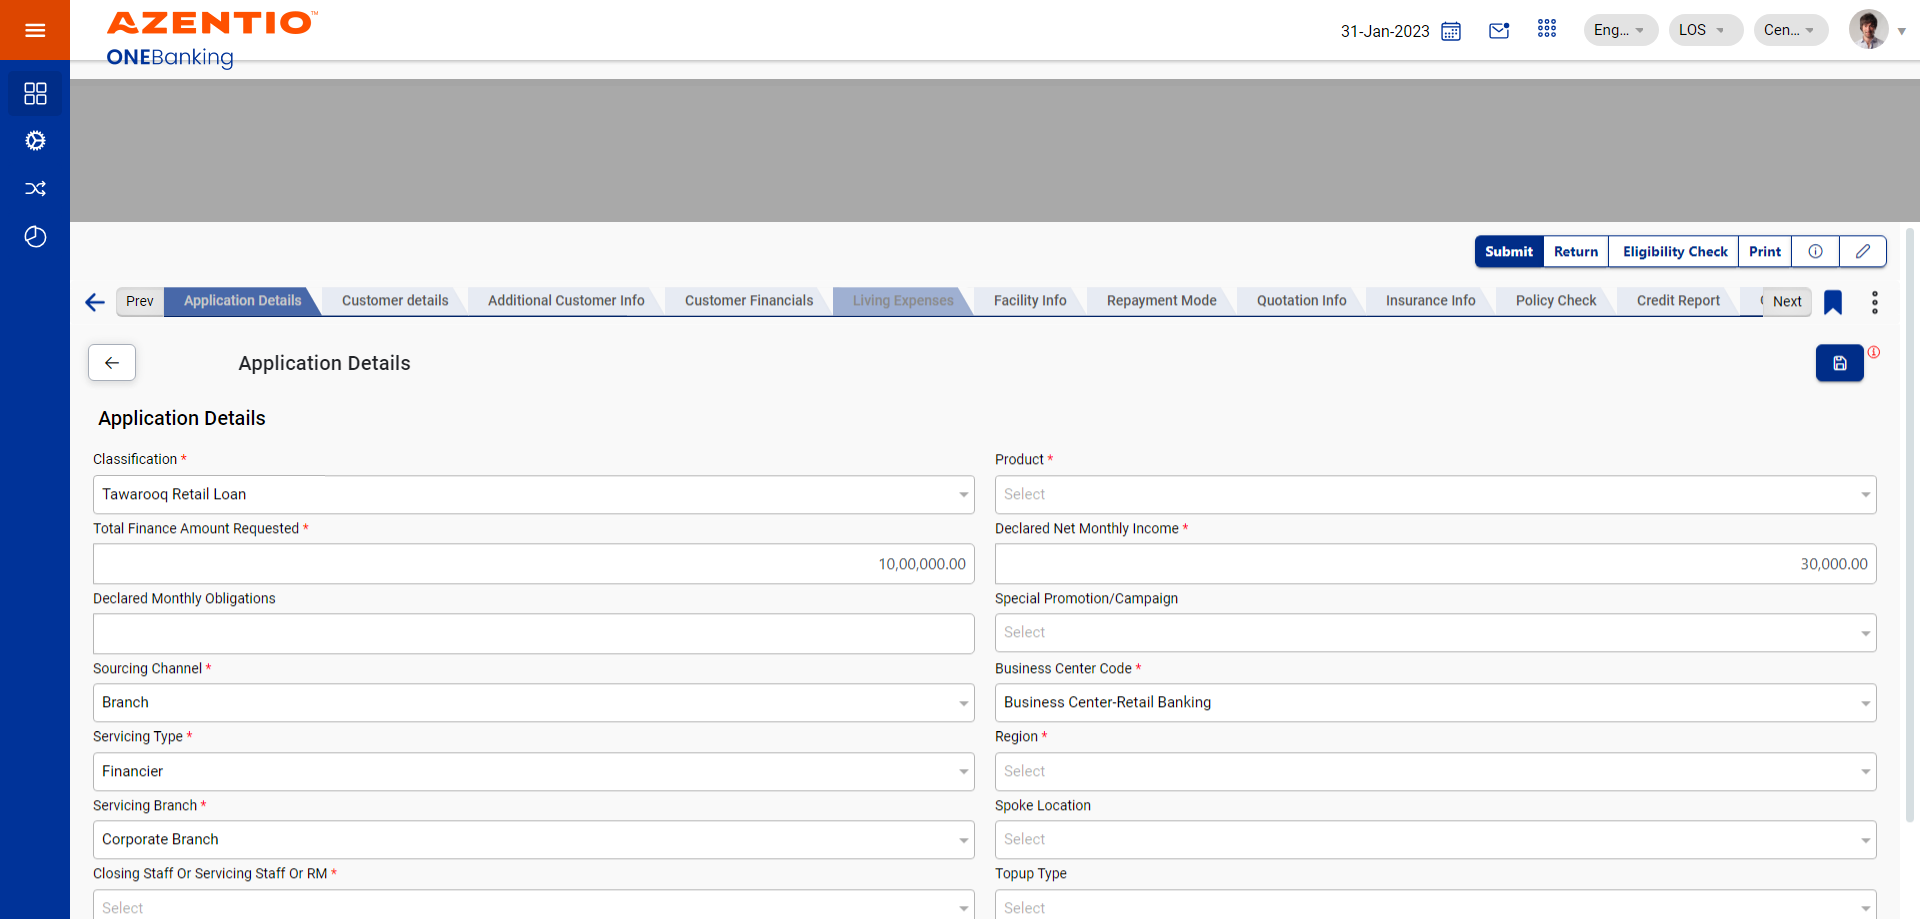 AZENTIO™
ONEBanking
31-Jan-2023
Eng...
LOS
Cen...
Submit
Return
Eligibility Check
Print
Prev
Application Details
Customer details
Additional Customer Info
Customer Financials
Living Expenses
Facility Info
Repayment Mode
Quotation Info
Insurance Info
Policy Check
Credit Report
Next
Application Details
Application Details
Classification *
Product *
Tawarooq Retail Loan
Select
Total Finance Amount Requested *
Declared Net Monthly Income *
10,00,000.00
30,000.00
Declared Monthly Obligations
Special Promotion/Campaign
Select
Sourcing Channel *
Business Center Code *
Branch
Business Center-Retail Banking
Servicing Type *
Region *
Financier
Select
Servicing Branch *
Spoke Location
Corporate Branch
Select
Closing Staff Or Servicing Staff Or RM *
Topup Type
Select
Select